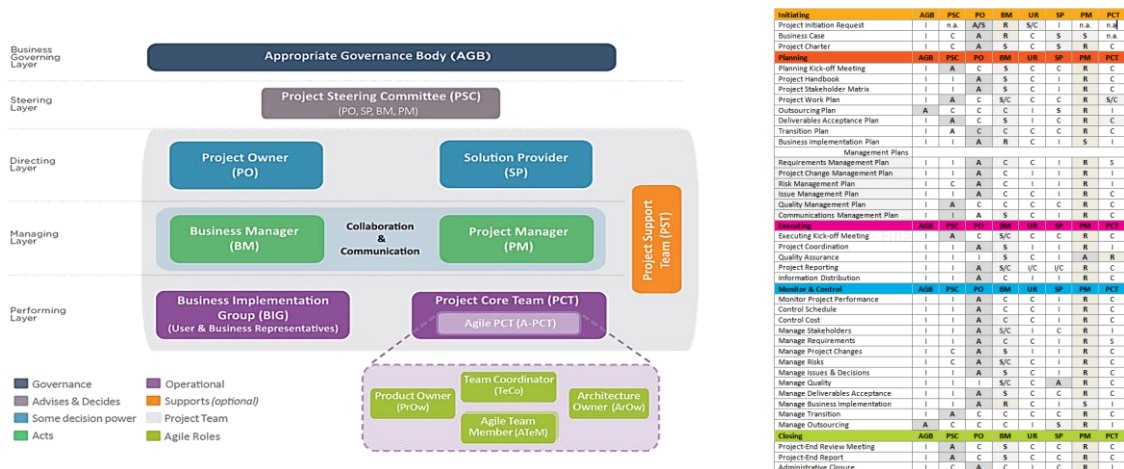 Business
Governing
Layer
Appropriate Governance Body (AGB)
Steering
Layer
Project Steering Committee (PSC)
(PO, SP, BM, PM)
Directing
Layer
Project Owner
(PO)
Solution Provider
(SP)
Managing
Layer
Business Manager
(BM)
Collaboration
&
Communication
Project Manager
(PM)
Project Support
Team (PST)
Performing
Layer
Business Implementation
Group (BIG)
(User & Business Representatives)
Project Core Team (PCT)
Agile PCT (A-PCT)
Product Owner
(PrOw)
Team Coordinator
(TeCo)
Architecture
Owner (ArOw)
Agile Team
Member (ATeM)
Governance
Advises & Decides
Some decision power
Acts
Operational
Supports (optional)
Project Team
Agile Roles
Initiating AGB PSC PO BM UR SP PM PCT
Project Initiation Request I n.a. A/S R S/C I n.a. n.a
Business Case I C A R C S S n.a.
Project Charter I C A S C S R C
Planning AGB PSC PO BM UR SP PM PCT
Planning Kick-off Meeting I A C S C C R C
Project Handbook I I A S C I R C
Project Stakeholder Matrix I I A S C I R C
Project Work Plan I A C S/C C C R S/C
Outsourcing Plan A C C C I S R I
Deliverables Acceptance Plan I A C S I C R C
Transition Plan I A C C C C R C
Business Implementation Plan I I A R C I S I
Management Plans
Requirements Management Plan I I A C C I R S
Project Change Management Plan I I A C I I R I
Risk Management Plan I C A C I I R I
Issue Management Plan I I A C C I R C
Quality Management Plan I A C C C C R C
Communications Management Plan I I A S C I R C
Executing AGB PSC PO BM UR SP PM PCT
Executing Kick-off Meeting I A C S/C C C R C
Project Coordination I I A S I I R I
Quality Assurance I I I S C I A R
Project Reporting I I A S/C I/C I/C R C
Information Distribution I I A C I I R C
Monitor & Control AGB PSC PO BM UR SP PM PCT
Monitor Project Performance I I A C C I R C
Control Schedule I I A C C I R C
Control Cost I I A C C I R C
Manage Stakeholders I I A S/C I C R I
Manage Requirements I I A C C I R S
Manage Project Changes I C A S I I R C
Manage Risks I C A S/C C I R C
Manage Issues & Decisions I I A S C I R C
Manage Quality I I I S/C C A R C
Manage Deliverables Acceptance I I A S C C R C
Manage Business Implementation I I A R C I S I
Manage Transition I A C C C C R C
Manage Outsourcing A C C C I S R I
Closing AGB PSC PO BM UR SP PM PCT
Project-End Review Meeting I A C S C C R C
Project-End Report I A C S C C R C
Administrative Closure I C A C I C R I